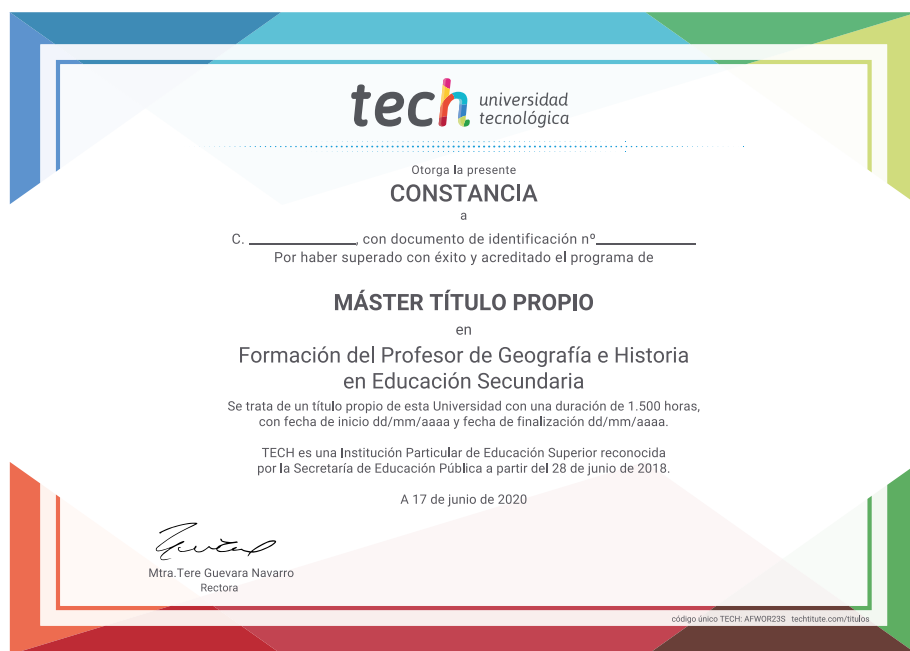 tech universidad
tecnológica
Otorga la presente
CONSTANCIA
a
C. ____________, con documento de identificación nº____________
Por haber superado con éxito y acreditado el programa de
MÁSTER TÍTULO PROPIO
en
Formación del Profesor de Geografía e Historia
en Educación Secundaria
Se trata de un título propio de esta Universidad con una duración de 1.500 horas,
con fecha de inicio dd/mm/aaaa y fecha de finalización dd/mm/aaaa.
TECH es una Institución Particular de Educación Superior reconocida
por la Secretaría de Educación Pública a partir del 28 de junio de 2018.
A 17 de junio de 2020
Mtra.Tere Guevara Navarro
Rectora
código único TECH: AFWOR23S techtitute.com/titulos